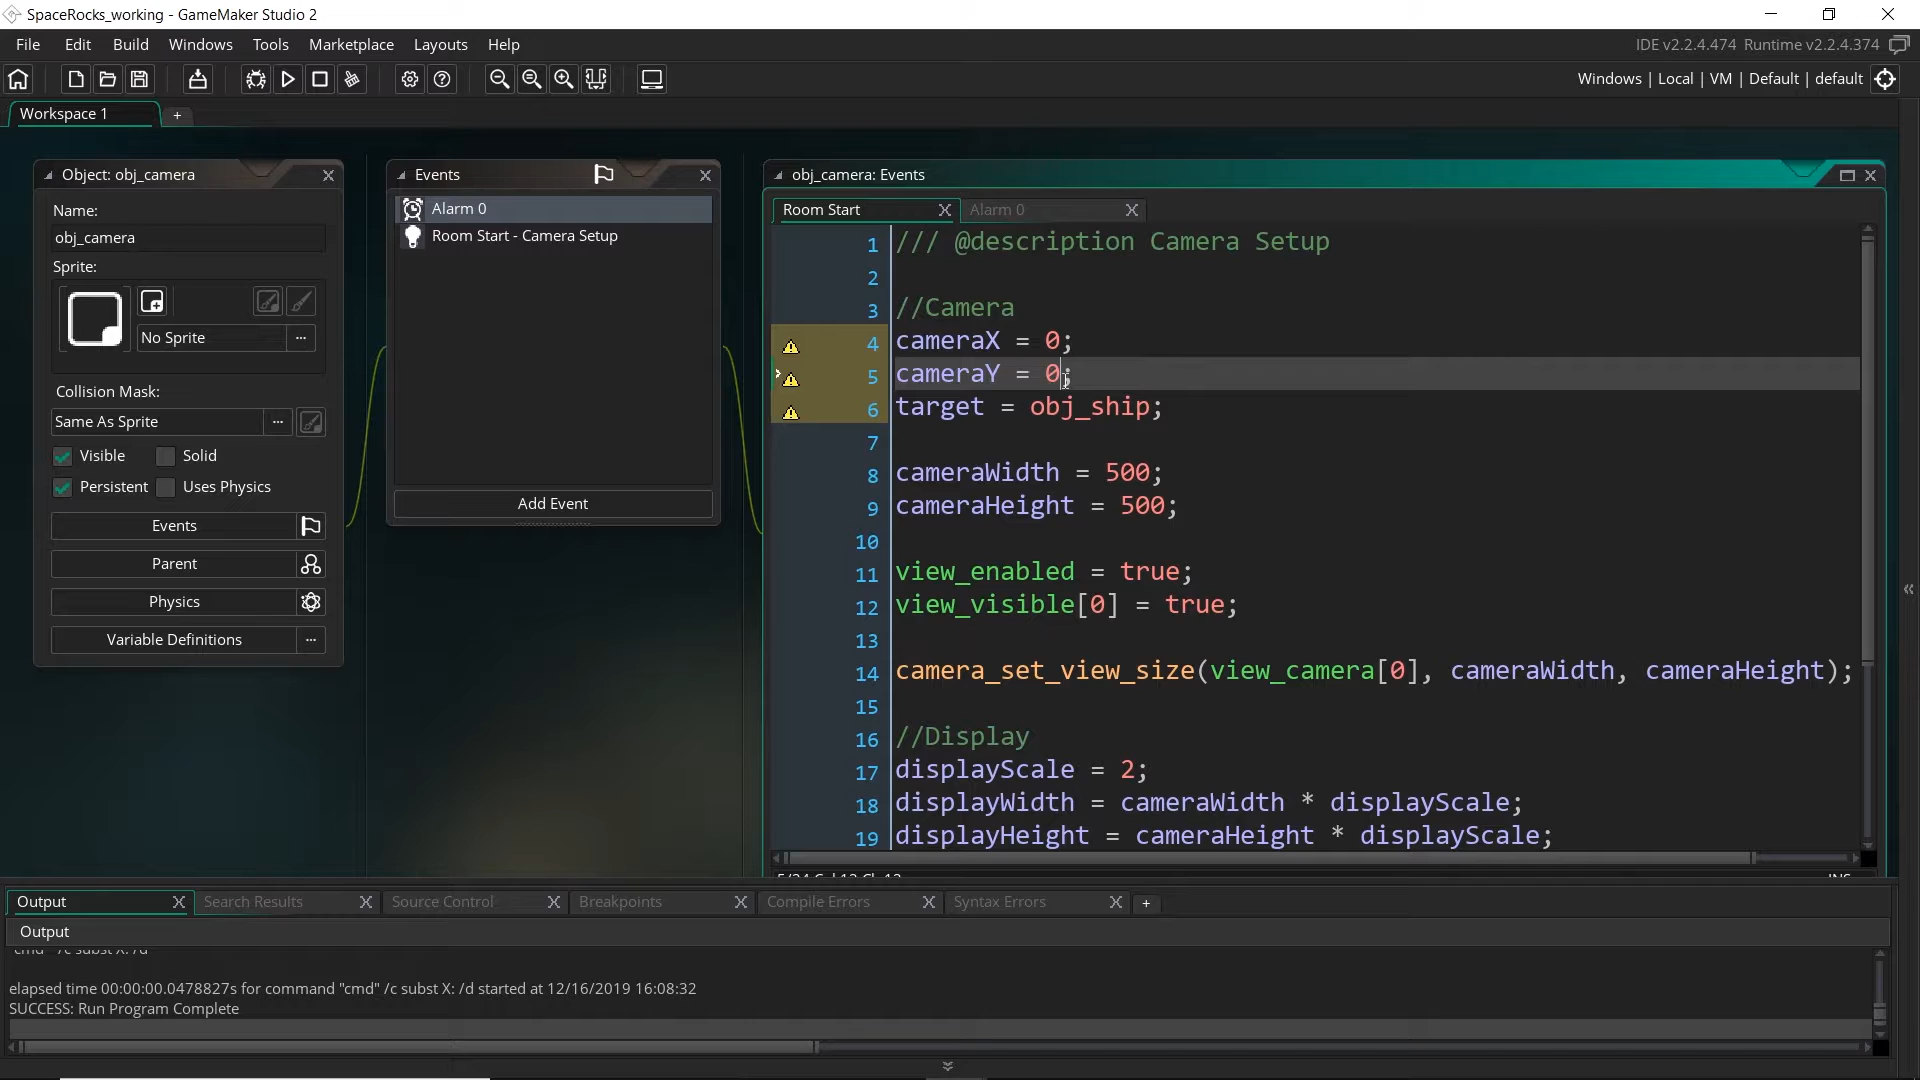 SpaceRocks_working - GameMaker Studio 2
File Edit Build Windows Tools Marketplace Layouts Help
IDE v2.2.4.474 Runtime v2.2.4.374
Windows | Local | VM | Default | default
Workspace 1 +
Object: obj_camera
Name:
obj_camera
Sprite:
No Sprite ...
Collision Mask:
Same As Sprite ...
Visible Solid
Persistent Uses Physics
Events
Parent
Physics
Variable Definitions ...
Events
Alarm 0
Room Start - Camera Setup
Add Event
obj_camera: Events
Room Start Alarm 0
1 /// @description Camera Setup
2
3 //Camera
4 cameraX = 0;
5 cameraY = 0;
6 target = obj_ship;
7
8 cameraWidth = 500;
9 cameraHeight = 500;
10
11 view_enabled = true;
12 view_visible[0] = true;
13
14 camera_set_view_size(view_camera[0], cameraWidth, cameraHeight);
15
16 //Display
17 displayScale = 2;
18 displayWidth = cameraWidth * displayScale;
19 displayHeight = cameraHeight * displayScale;
Output Search Results Source Control Breakpoints Compile Errors Syntax Errors +
Output
"cmd" /c subst X: /d
elapsed time 00:00:00.0478827s for command "cmd" /c subst X: /d started at 12/16/2019 16:08:32
SUCCESS: Run Program Complete